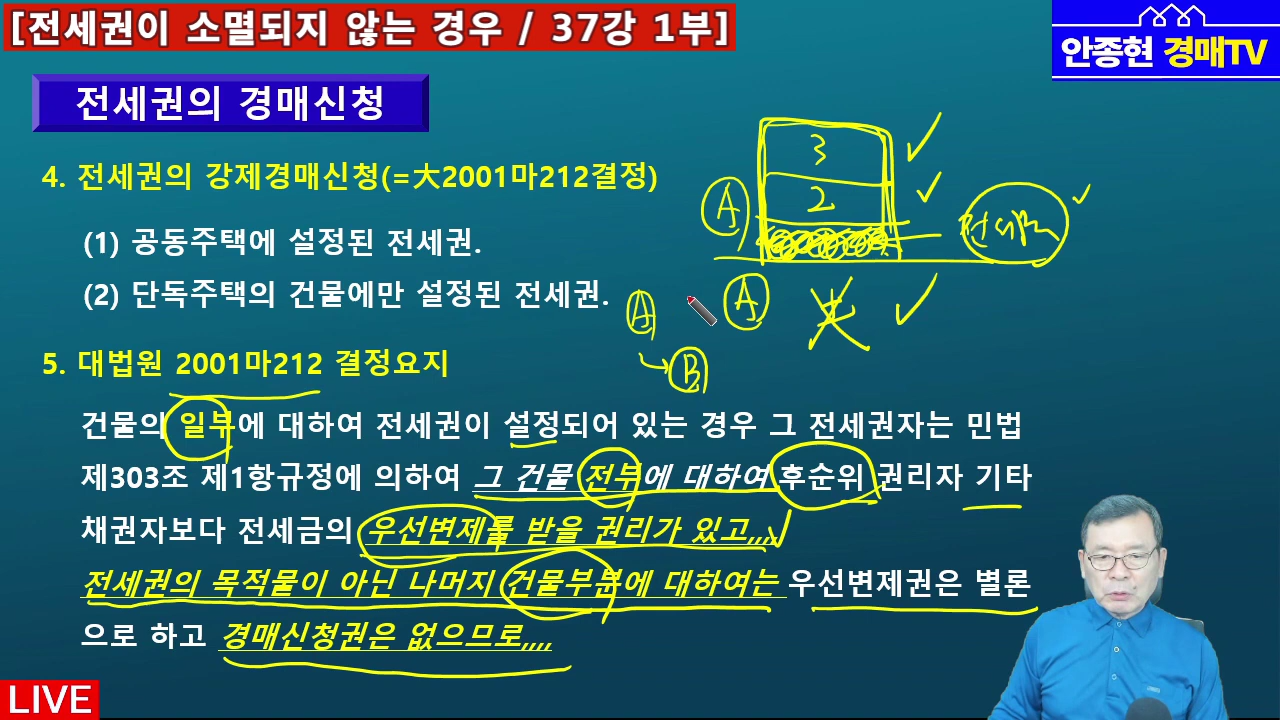 [전세권이 소멸되지 않는 경우 / 37강 1부]
안종현 경매TV
전세권의 경매신청
4. 전세권의 강제경매신청(=大2001마212결정)
(1) 공동주택에 설정된 전세권.
(2) 단독주택의 건물에만 설정된 전세권.
3
2
A
A
A
B
5. 대법원 2001마212 결정요지
건물의 일부에 대하여 전세권이 설정되어 있는 경우 그 전세권자는 민법
제303조 제1항규정에 의하여 그 건물 전부에 대하여 후순위 권리자 기타
채권자보다 전세금의 우선변제를 받을 권리가 있고,,,,
전세권의 목적물이 아닌 나머지 건물부분에 대하여는 우선변제권은 별론
으로 하고 경매신청권은 없으므로,,,,
LIVE